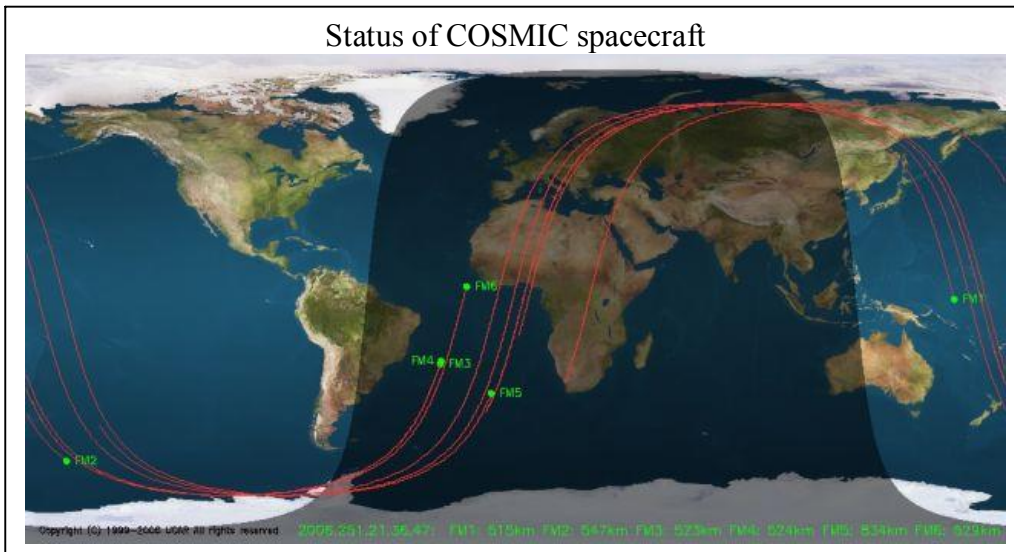 Status of COSMIC spacecraft
FM6
FM1
FM4 FM3
FM5
FM2
Copyright (C) 1999-2006 UCAR All rights reserved 2006.251.21.36.47: FM1: 515km FM2: 547km FM3: 523km FM4: 524km FM5: 834km FM6: 529km